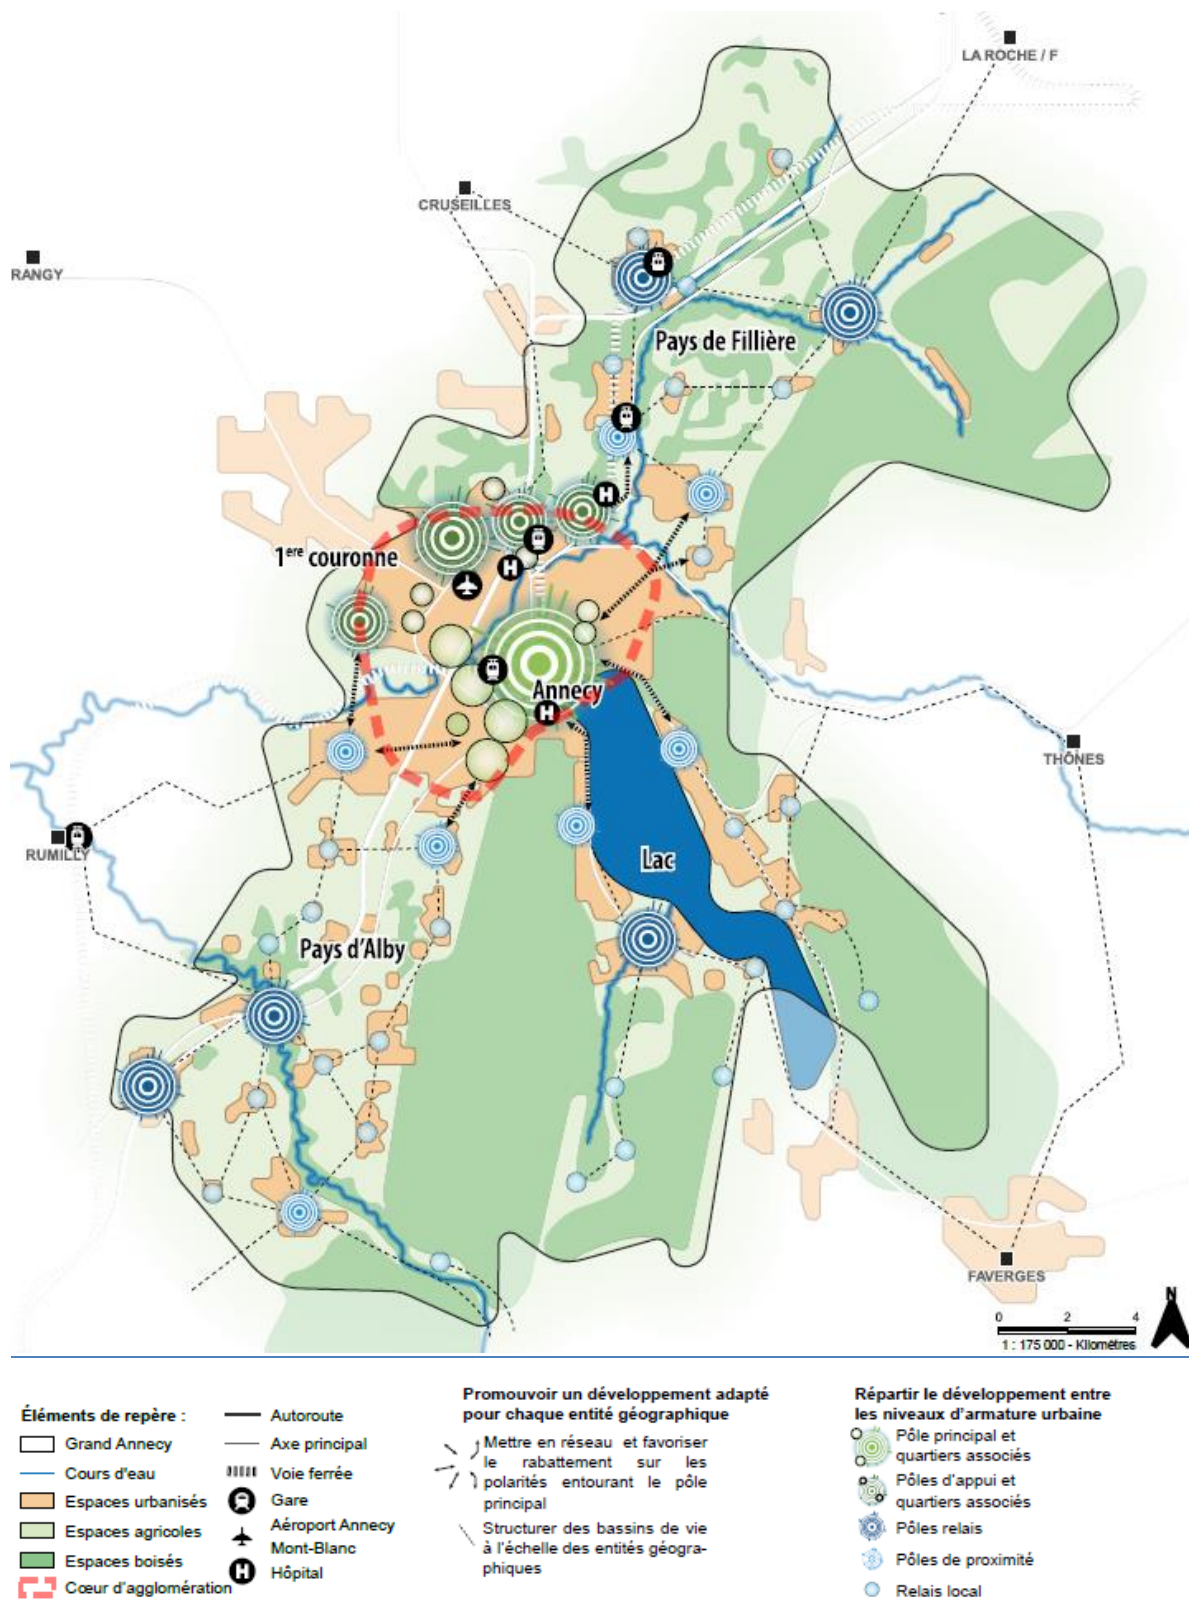 LA ROCHE / F
CRUSEILLES
RANGY
Pays de Fillière
1ere couronne
Annecy
THÔNES
RUMILLY
Lac
Pays d'Alby
FAVERGES
N
0 2 4
1 : 175 000 - Kilomètres
Éléments de repère :
Grand Annecy
Cours d'eau
Espaces urbanisés
Espaces agricoles
Espaces boisés
Cœur d'agglomération
Autoroute
Axe principal
Voie ferrée
Gare
Aéroport Annecy
Mont-Blanc
H
Hôpital
Promouvoir un développement adapté
pour chaque entité géographique
Mettre en réseau et favoriser
le rabattement sur les
polarités entourant le pôle
principal
Structurer des bassins de vie
à l'échelle des entités géogra-
phiques
Répartir le développement entre
les niveaux d'armature urbaine
Pôle principal et
quartiers associés
Pôles d'appui et
quartiers associés
Pôles relais
Pôles de proximité
Relais local